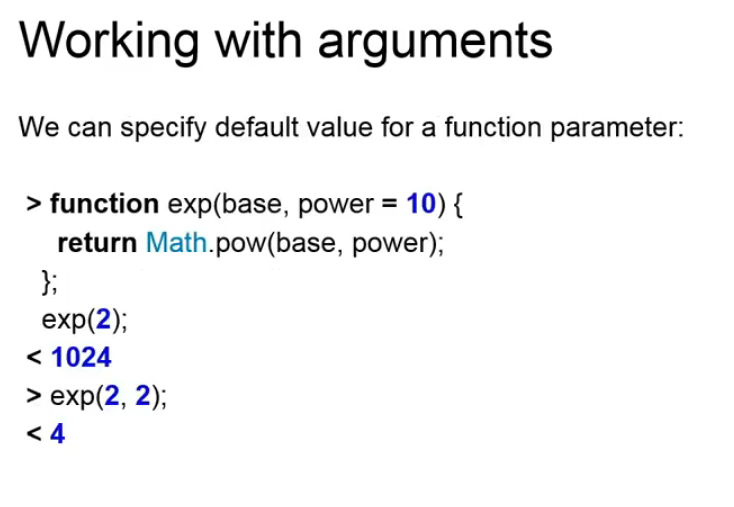 Working with arguments
We can specify default value for a function parameter:
> function exp(base, power = 10) {
return Math.pow(base, power);
};
exp(2);
< 1024
> exp(2, 2);
< 4